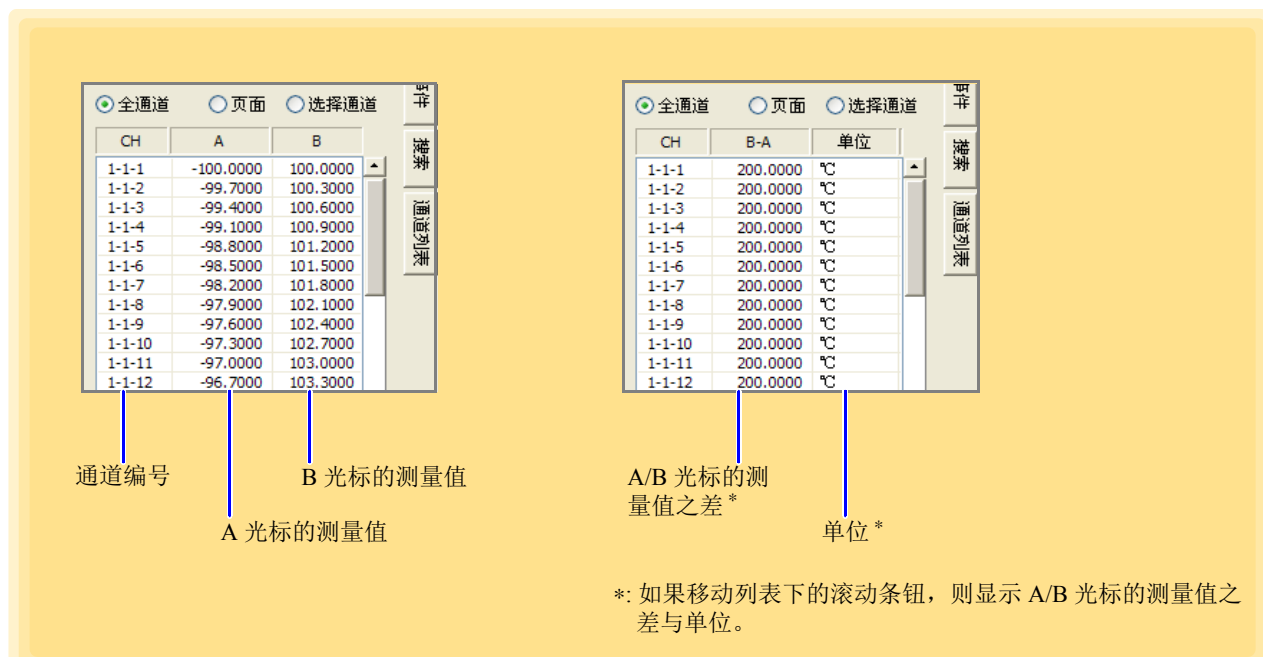 全通道 页面 选择通道
CH A B
1-1-1 -100.0000 100.0000
1-1-2 -99.7000 100.3000
1-1-3 -99.4000 100.6000
1-1-4 -99.1000 100.9000
1-1-5 -98.8000 101.2000
1-1-6 -98.5000 101.5000
1-1-7 -98.2000 101.8000
1-1-8 -97.9000 102.1000
1-1-9 -97.6000 102.4000
1-1-10 -97.3000 102.7000
1-1-11 -97.0000 103.0000
1-1-12 -96.7000 103.3000
件
搜索
通道列表
通道编号
B 光标的测量值
A 光标的测量值
全通道 页面 选择通道
CH B-A 单位
1-1-1 200.0000 ℃
1-1-2 200.0000 ℃
1-1-3 200.0000 ℃
1-1-4 200.0000 ℃
1-1-5 200.0000 ℃
1-1-6 200.0000 ℃
1-1-7 200.0000 ℃
1-1-8 200.0000 ℃
1-1-9 200.0000 ℃
1-1-10 200.0000 ℃
1-1-11 200.0000 ℃
1-1-12 200.0000 ℃
件
搜索
通道列表
A/B 光标的测
量值之差*
单位*
*: 如果移动列表下的滚动条钮，则显示 A/B 光标的测量值之
差与单位。